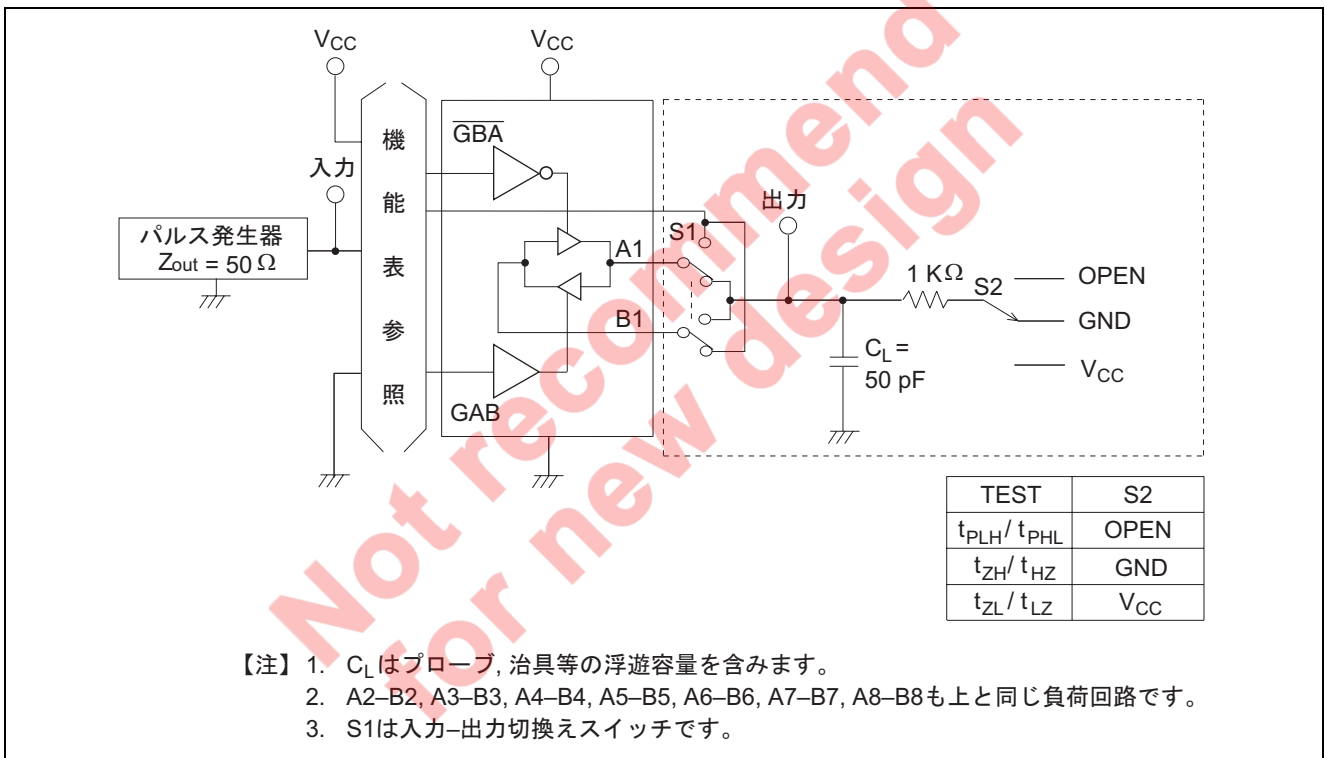 Not recommend
for new design
VCC
VCC
機能表参照
GBA
入力
出力
パルス発生器
Zout = 50 Ω
A1
S1
B1
GAB
1 KΩ
S2
OPEN
GND
VCC
CL =
50 pF
TEST S2
tPLH / tPHL OPEN
tZH / tHZ GND
tZL / tLZ VCC
【注】 1. CLはプローブ, 治具等の浮遊容量を含みます。
2. A2–B2, A3–B3, A4–B4, A5–B5, A6–B6, A7–B7, A8–B8も上と同じ負荷回路です。
3. S1は入力–出力切換えスイッチです。